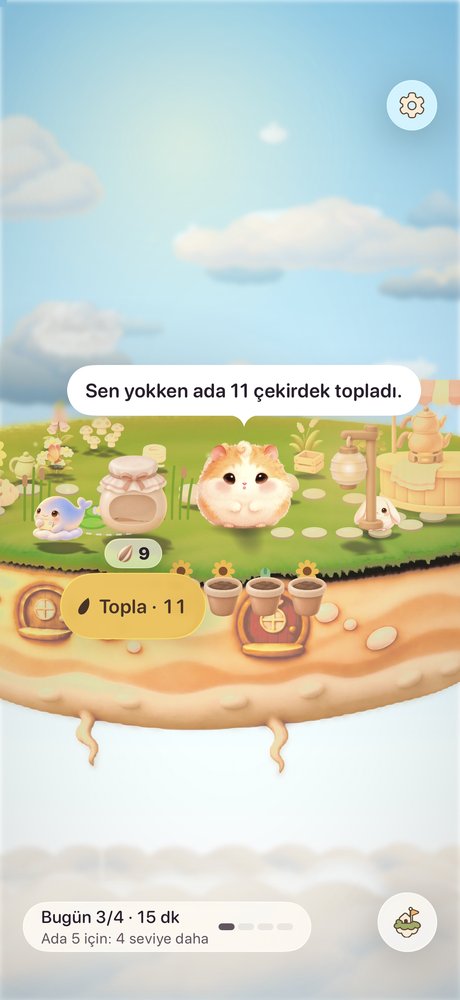 Sen yokken ada 11 çekirdek topladı.
9
Topla · 11
Bugün 3/4 · 15 dk
Ada 5 için: 4 seviye daha